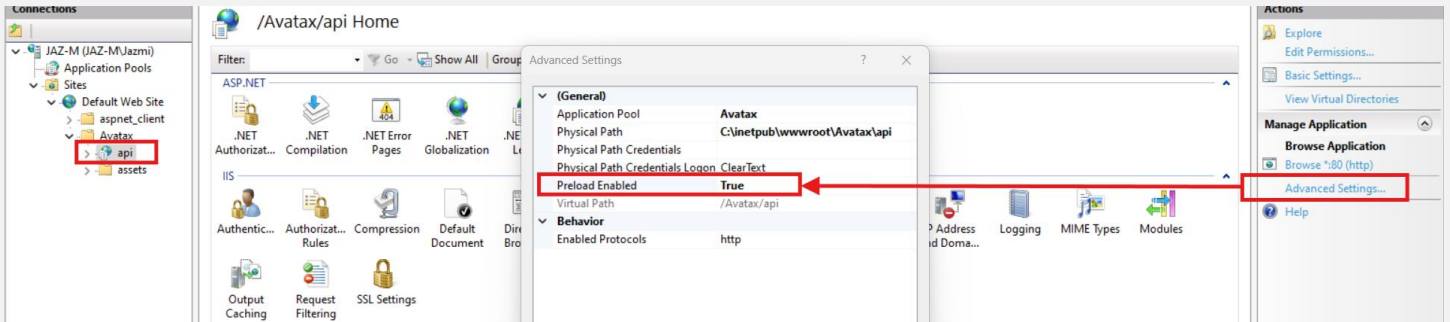 Connections
JAZ-M (JAZ-M\Jazmi)
Application Pools
Sites
Default Web Site
aspnet_client
Avatax
api
assets
/Avatax/api Home
Filter:
Go
Show All
Group
ASP.NET
.NET Authorizat...
.NET Compilation
.NET Error Pages
.NET Globalization
IIS
Authentic...
Authorizat... Rules
Compression
Default Document
Logging
MIME Types
Modules
Output Caching
Request Filtering
SSL Settings
404
Advanced Settings
?
(General)
Application Pool Avatax
Physical Path C:\inetpub\wwwroot\Avatax\api
Physical Path Credentials
Physical Path Credentials Logon ClearText
Preload Enabled True
Virtual Path /Avatax/api
Behavior
Enabled Protocols http
Actions
Explore
Edit Permissions...
Basic Settings...
View Virtual Directories
Manage Application
Browse Application
Browse *:80 (http)
Advanced Settings...
Help